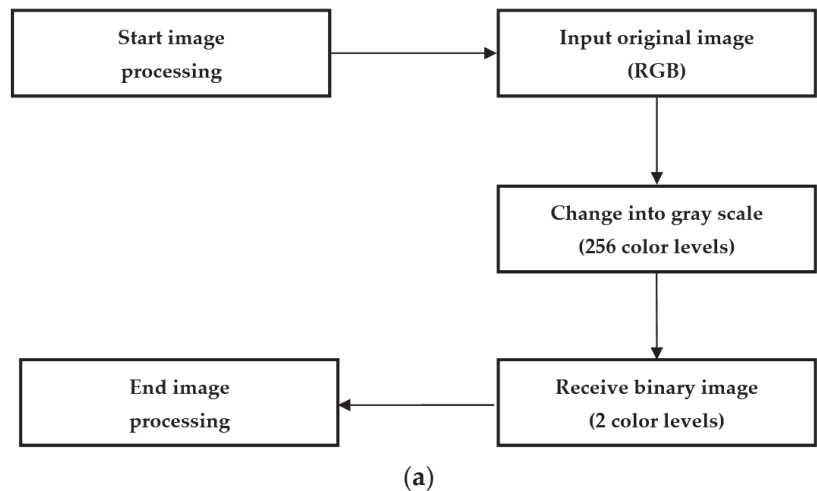 Start image
processing
Input original image
(RGB)
Change into gray scale
(256 color levels)
Receive binary image
(2 color levels)
End image
processing
(a)